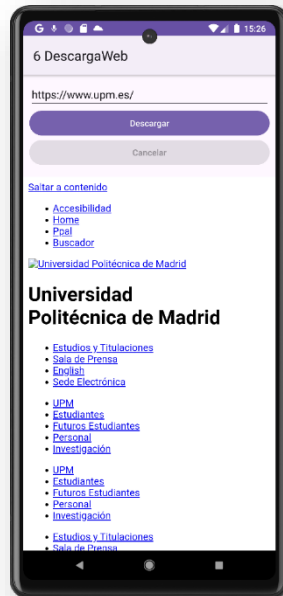 G
15:26
6 DescargaWeb
https://www.upm.es/
Descargar
Cancelar
Saltar a contenido
Accesibilidad
Home
Ppal
Buscador
Universidad Politécnica de Madrid
Universidad
Politécnica de Madrid
Estudios y Titulaciones
Sala de Prensa
English
Sede Electrónica
UPM
Estudiantes
Futuros Estudiantes
Personal
Investigación
UPM
Estudiantes
Futuros Estudiantes
Personal
Investigación
Estudios y Titulaciones
Sala de Prensa